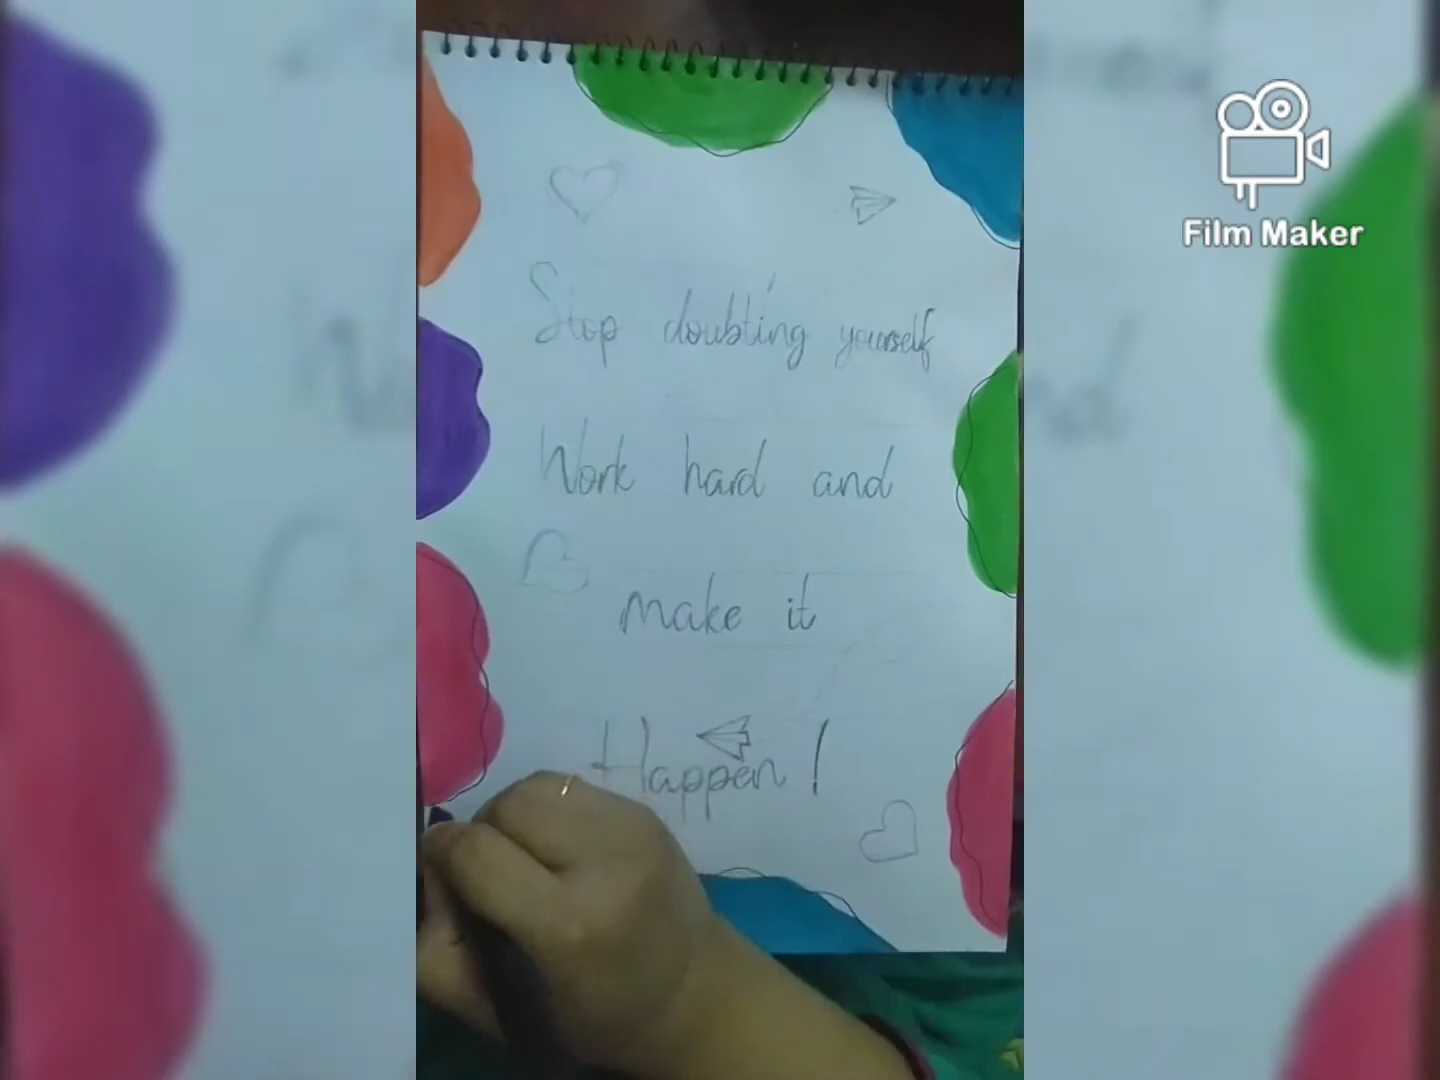 Film Maker
Stop doubting yourself
Work hard and
make it
Happen !